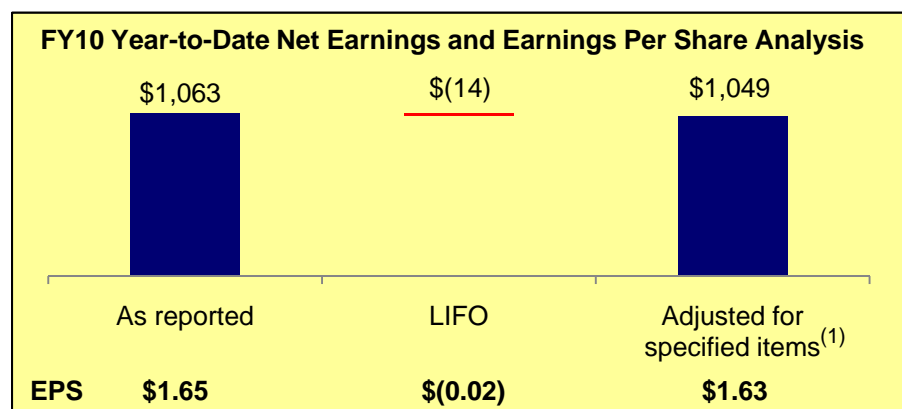 FY10 Year-to-Date Net Earnings and Earnings Per Share Analysis
$1,063 $(14) $1,049
As reported LIFO Adjusted for
specified items(1)
EPS $1.65 $(0.02) $1.63